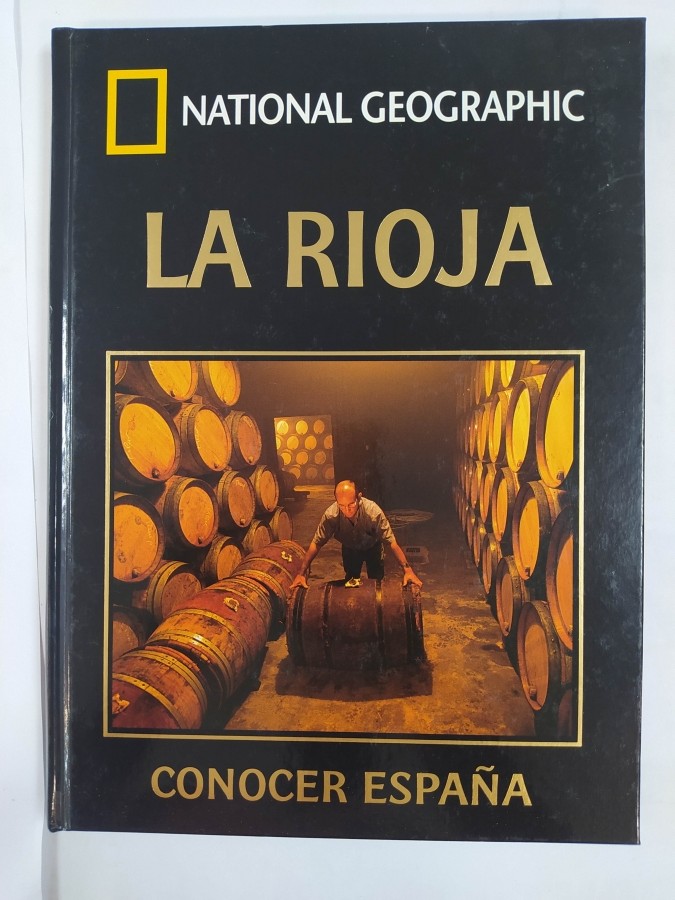 NATIONAL GEOGRAPHIC
LA RIOJA
CONOCER ESPAÑA